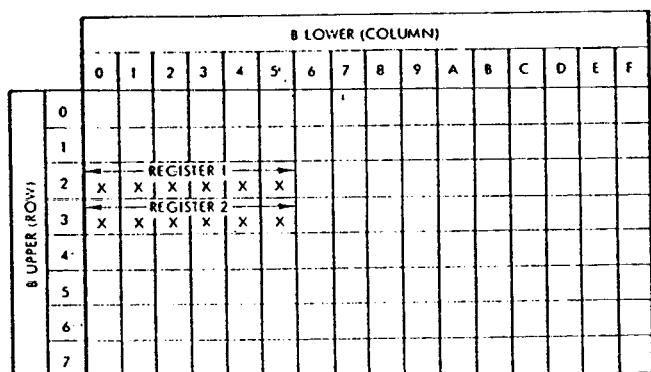 B LOWER (COLUMN)
0 1 2 3 4 5 6 7 8 9 A B C D E F
B UPPER (ROW)
0
1
REGISTER 1
2 X X X X X X
REGISTER 2
3 X X X X X X
4
5
6
7